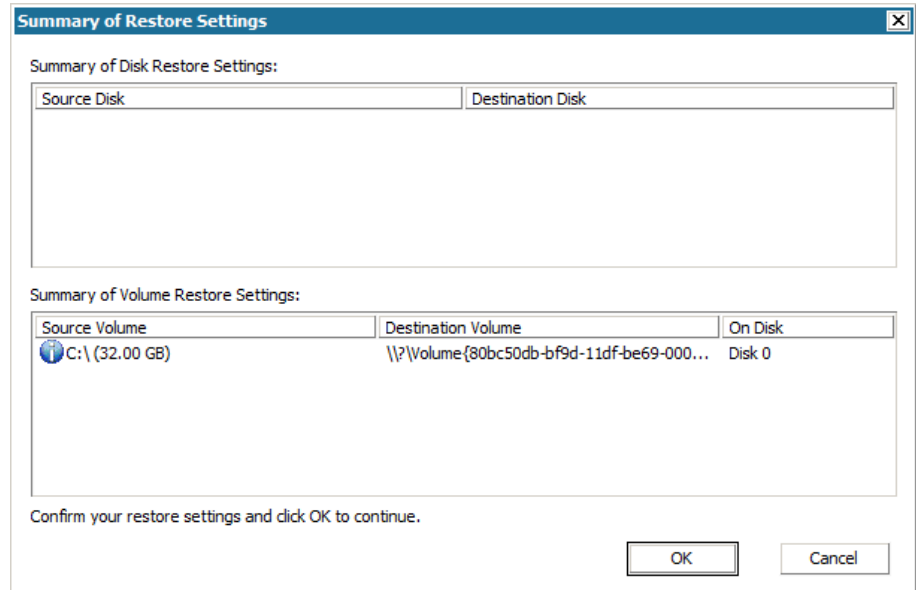 Summary of Restore Settings
Summary of Disk Restore Settings:
Source Disk Destination Disk
Summary of Volume Restore Settings:
Source Volume Destination Volume On Disk
C:\ (32.00 GB) \\?\Volume{80bc50db-bf9d-11df-be69-000... Disk 0
Confirm your restore settings and click OK to continue.
OK Cancel